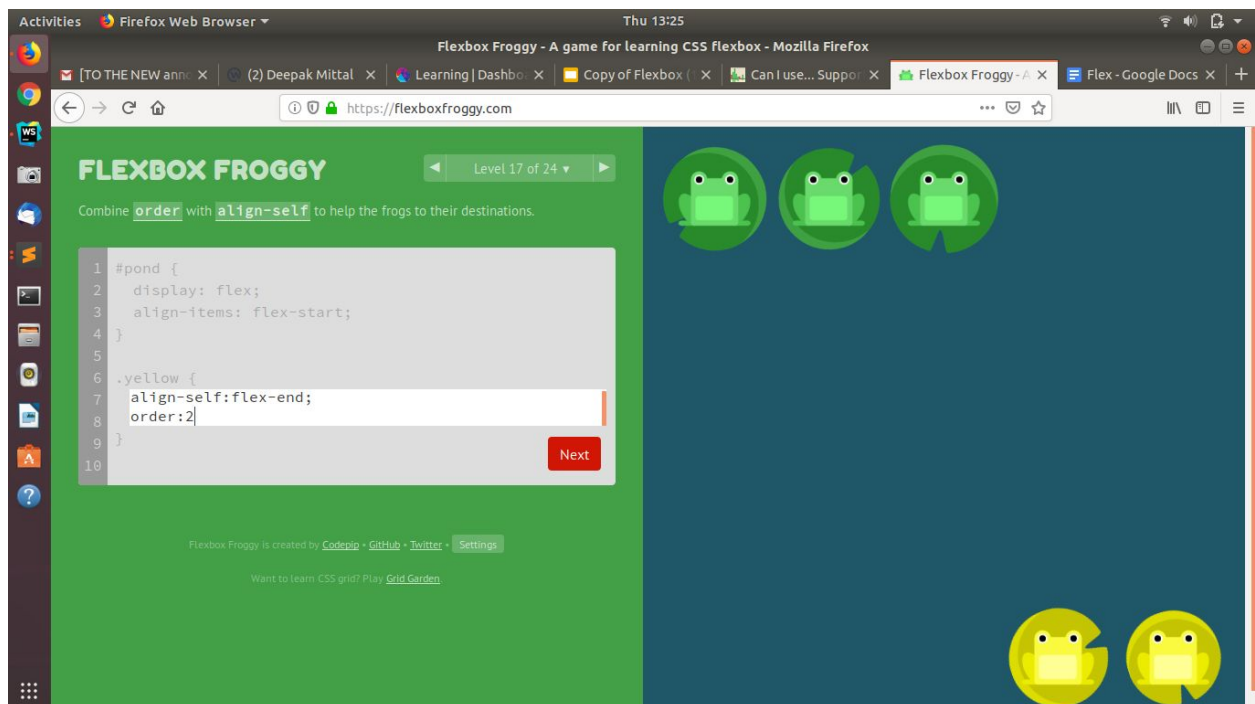 Activities Firefox Web Browser ▾ Thu 13:25
Flexbox Froggy - A game for learning CSS flexbox - Mozilla Firefox
[TO THE NEW anno (2) Deepak Mittal Learning | Dashboa Copy of Flexbox ( Can I use... Suppor Flexbox Froggy - A Flex - Google Docs
https://flexboxfroggy.com
FLEXBOX FROGGY
Level 17 of 24 ▾
Combine order with align-self to help the frogs to their destinations.
1 #pond {
2 display: flex;
3 align-items: flex-start;
4 }
5
6 .yellow {
7 align-self:flex-end;
8 order:2
9 }
10
Next
Flexbox Froggy is created by Codepip • GitHub • Twitter • Settings
Want to learn CSS grid? Play Grid Garden.